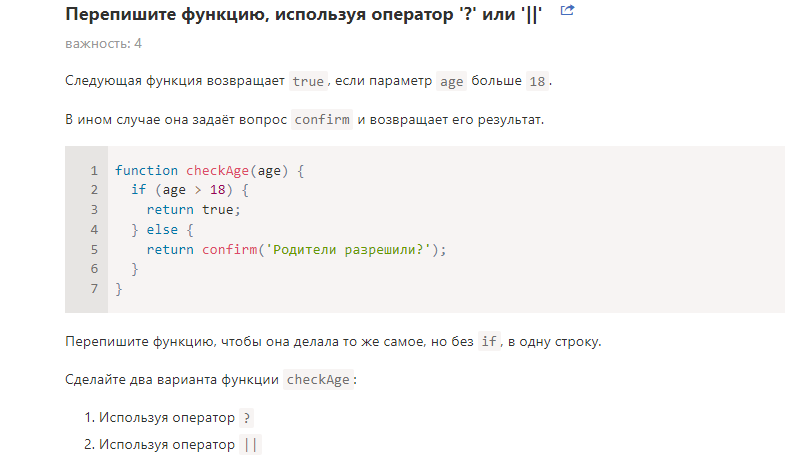 Перепишите функцию, используя оператор '?' или '||'
важность: 4
Следующая функция возвращает true, если параметр age больше 18.
В ином случае она задаёт вопрос confirm и возвращает его результат.
1 function checkAge(age) {
2   if (age > 18) {
3     return true;
4   } else {
5     return confirm('Родители разрешили?');
6   }
7 }
Перепишите функцию, чтобы она делала то же самое, но без if, в одну строку.
Сделайте два варианта функции checkAge:
1. Используя оператор ?
2. Используя оператор ||